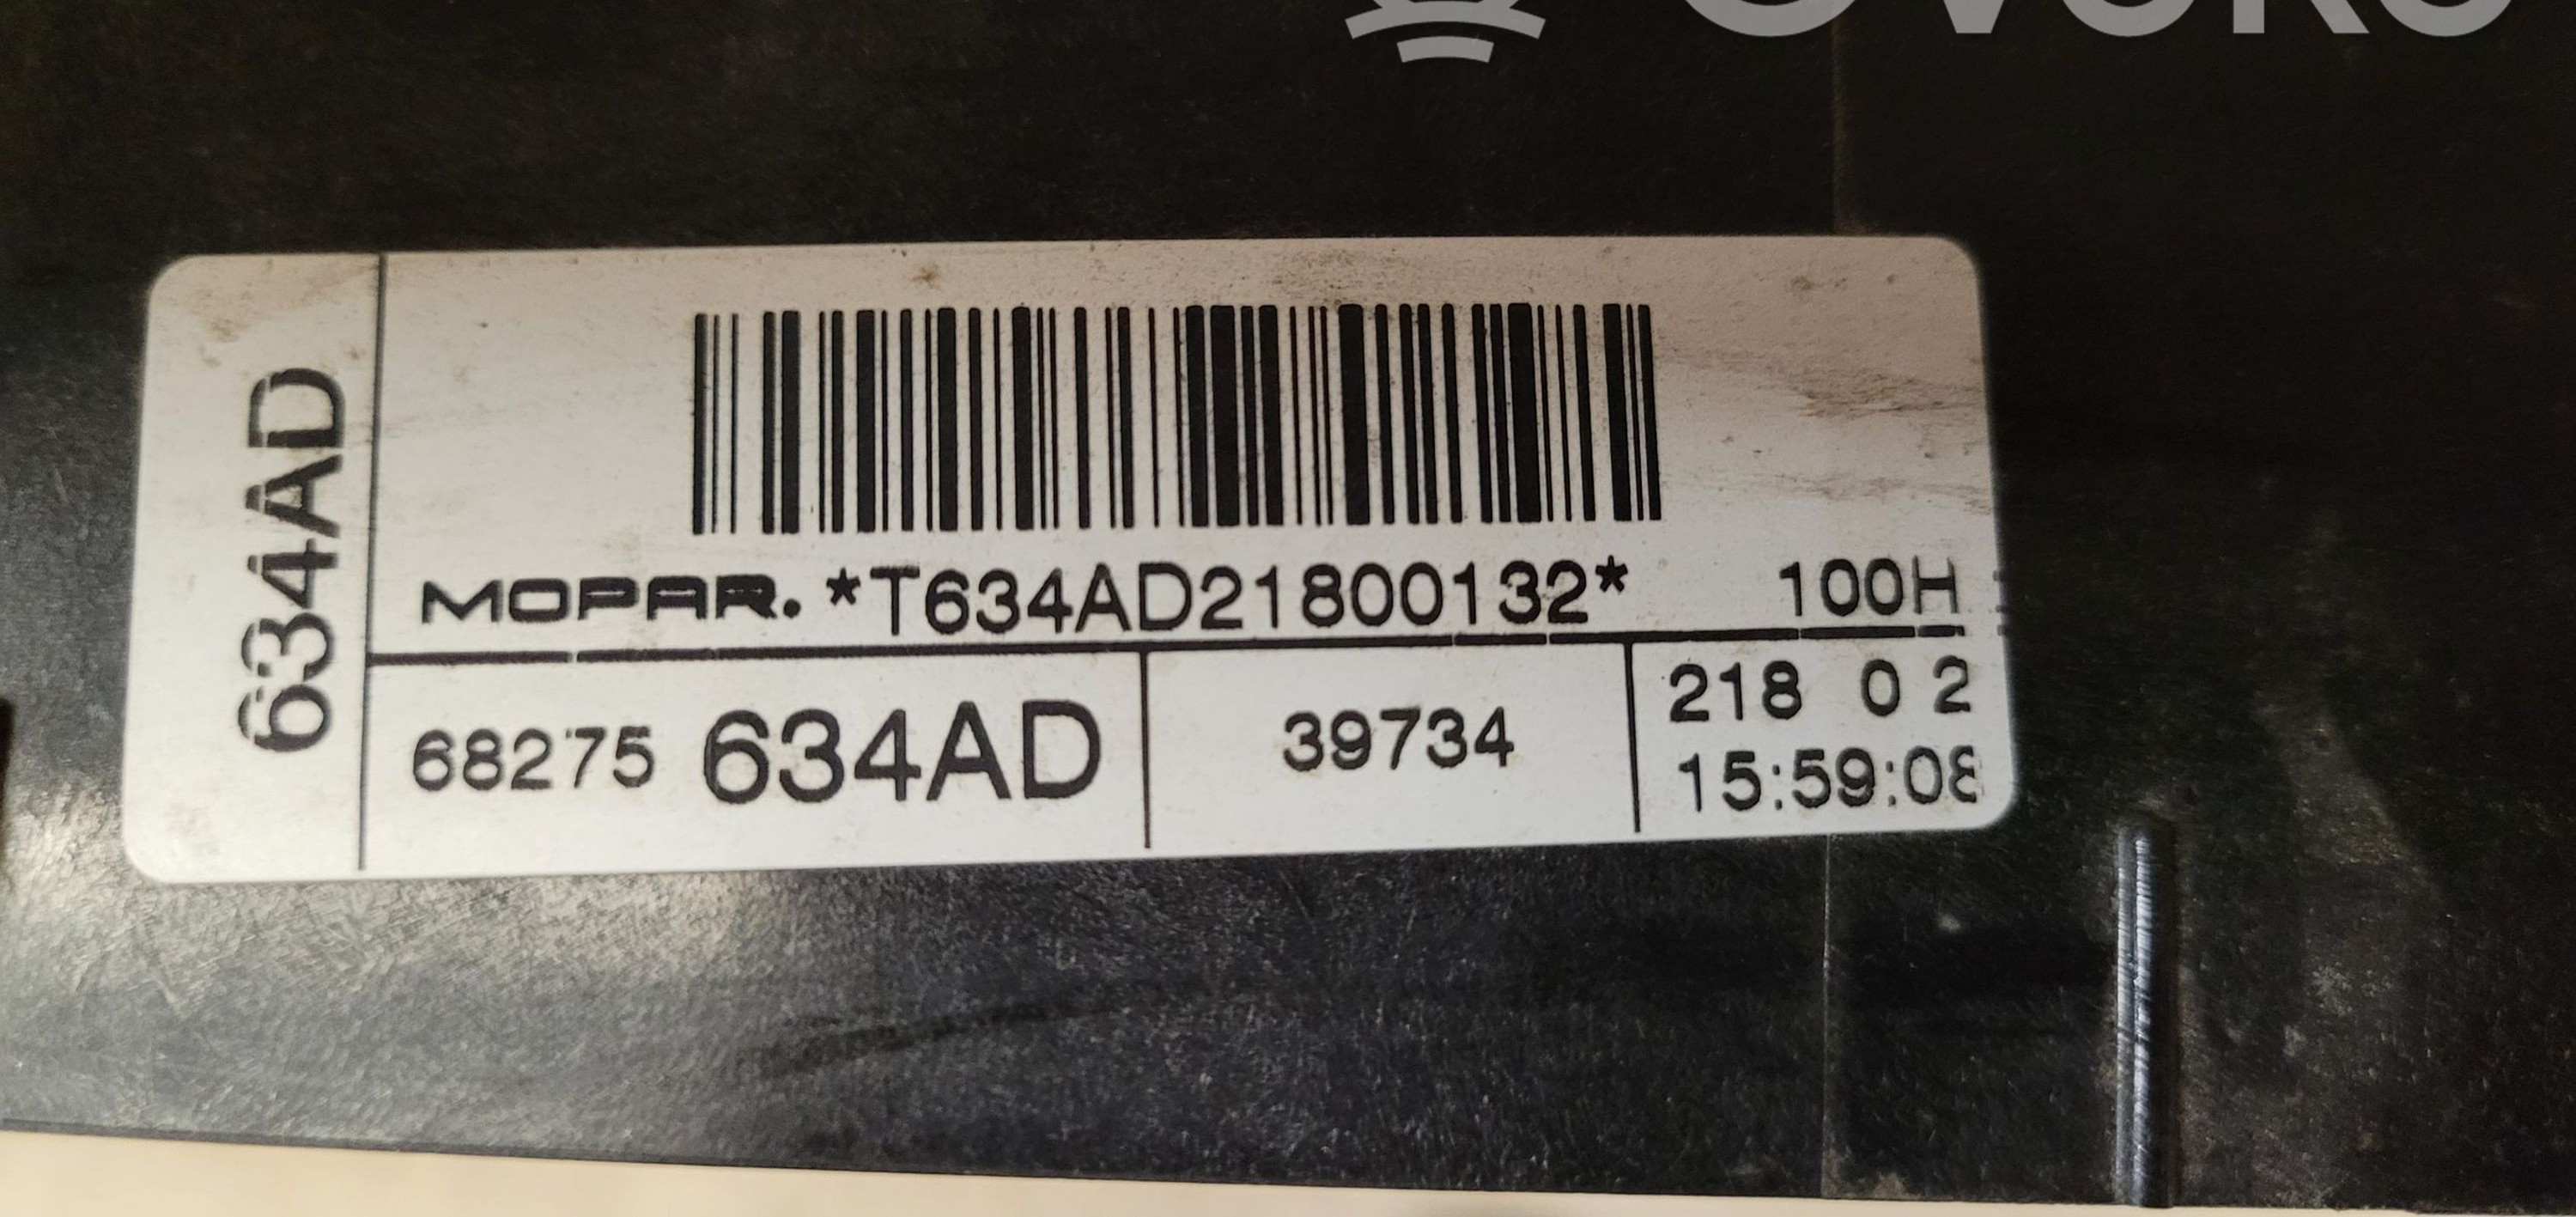 634AD
MOPAR. *T634AD21800132* 100H
68275 634AD 39734 218 0 2
15:59:08